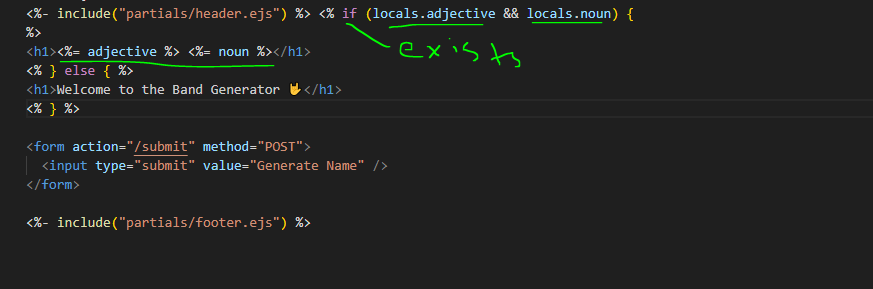 <%- include("partials/header.ejs") %> <% if (locals.adjective && locals.noun) {
%>
exists
<h1><%= adjective %> <%= noun %></h1>
<% } else { %>
<h1>Welcome to the Band Generator 🤘</h1>
<% } %>
<form action="/submit" method="POST">
<input type="submit" value="Generate Name" />
</form>
<%- include("partials/footer.ejs") %>